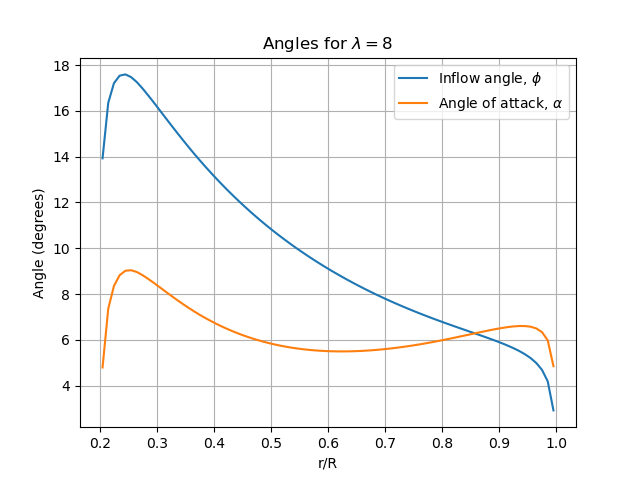 Angles for λ = 8
Inflow angle, ϕ
Angle of attack, α
Angle (degrees)
18
16
14
12
10
8
6
4
0.2 0.3 0.4 0.5 0.6 0.7 0.8 0.9 1.0
r/R